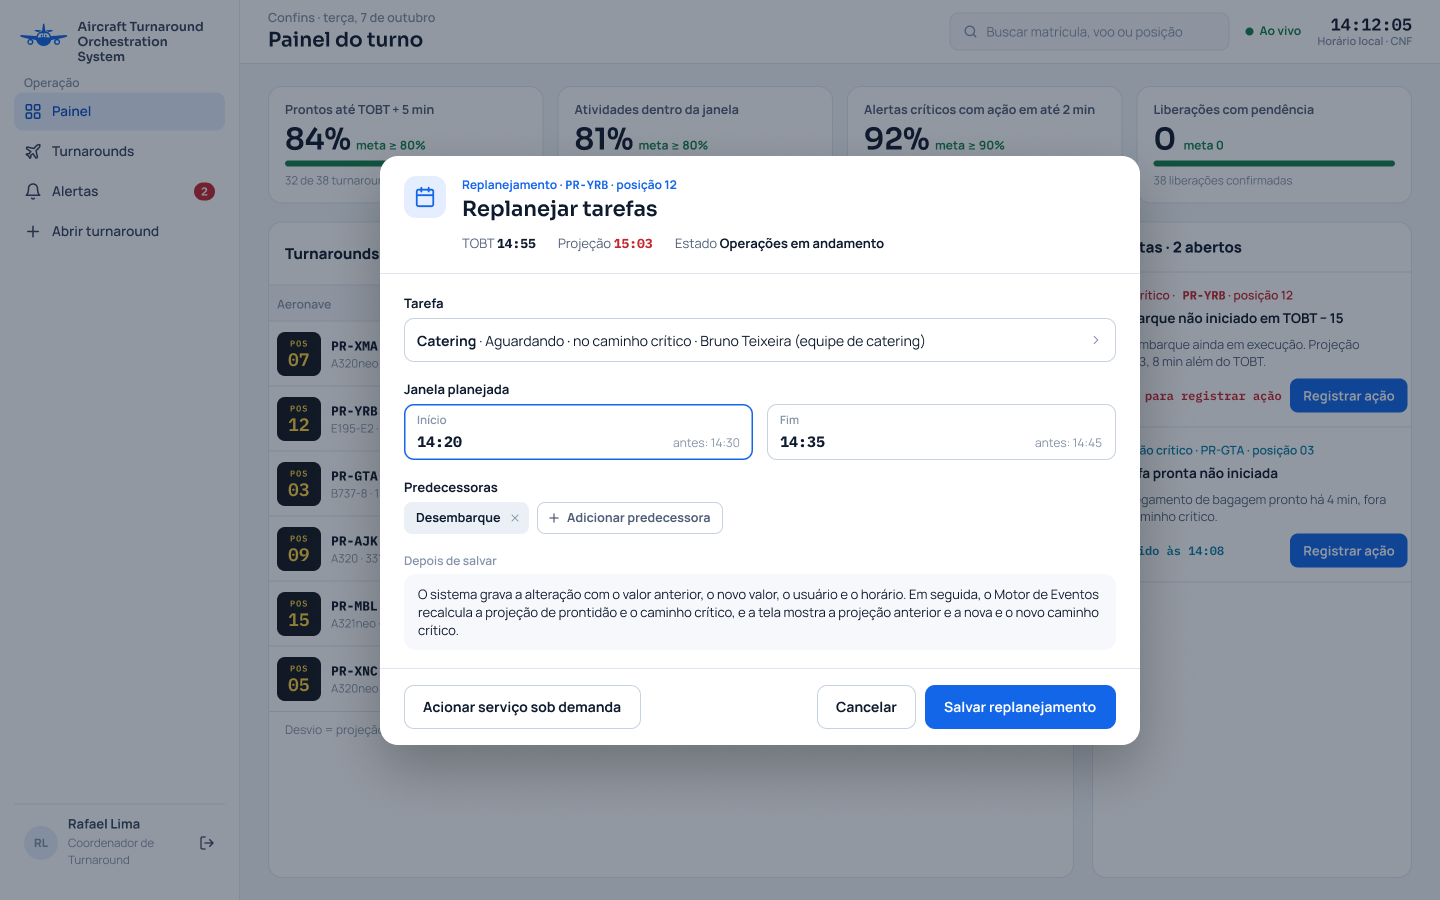 Aircraft Turnaround
Orchestration
System
Operação
Painel
Turnarounds
Alertas
2
Abrir turnaround
Rafael Lima
RL
Coordenador de
Turnaround
Confins · terça, 7 de outubro
Painel do turno
Buscar matrícula, voo ou posição
Ao vivo
14:12:05
Horário local · CNF
Prontos até TOBT + 5 min
84% meta ≥ 80%
32 de 38
Atividades dentro da janela
81% meta ≥ 80%
Alertas críticos com ação em até 2 min
92% meta ≥ 90%
Liberações com pendência
0 meta 0
38 liberações confirmadas
Turnarounds
Aeronave
POS
07
PR-XMA
A320neo
POS
12
PR-YRB
E195-E2 ·
POS
03
PR-GTA
B737-8 ·
POS
09
PR-AJK
A320 ·
POS
15
PR-MBL
A321neo
POS
05
PR-XNC
A320neo
Desvio =
Replanejamento · PR-YRB · posição 12
Replanejar tarefas
TOBT 14:55 Projeção 15:03 Estado Operações em andamento
Tarefa
Catering · Aguardando · no caminho crítico · Bruno Teixeira (equipe de catering)
Janela planejada
Início
14:20
antes: 14:30
Fim
14:35
antes: 14:45
Predecessoras
Desembarque
Adicionar predecessora
Depois de salvar
O sistema grava a alteração com o valor anterior, o novo valor, o usuário e o horário. Em seguida, o Motor de Eventos
recalcula a projeção de prontidão e o caminho crítico, e a tela mostra a projeção anterior e a nova e o novo caminho
crítico.
Acionar serviço sob demanda
Cancelar
Salvar replanejamento
· 2 abertos
· PR-YRB · posição 12
não iniciado em TOBT − 15
ainda em execução. Projeção
8 min além do TOBT.
para registrar ação
Registrar ação
crítico · PR-GTA · posição 03
pronta não iniciada
de bagagem pronto há 4 min, fora
crítico.
às 14:08
Registrar ação